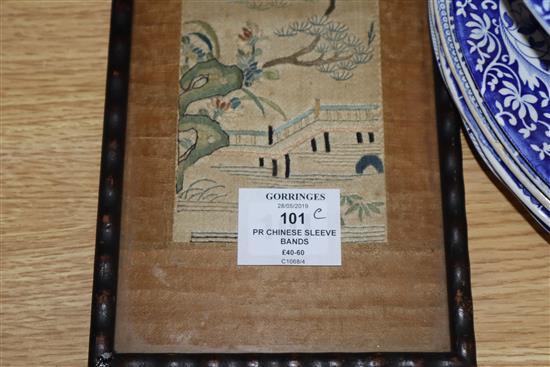 GORRINGES
28/05/2019
101 C
PR CHINESE SLEEVE
BANDS
£40-60
C1068/4